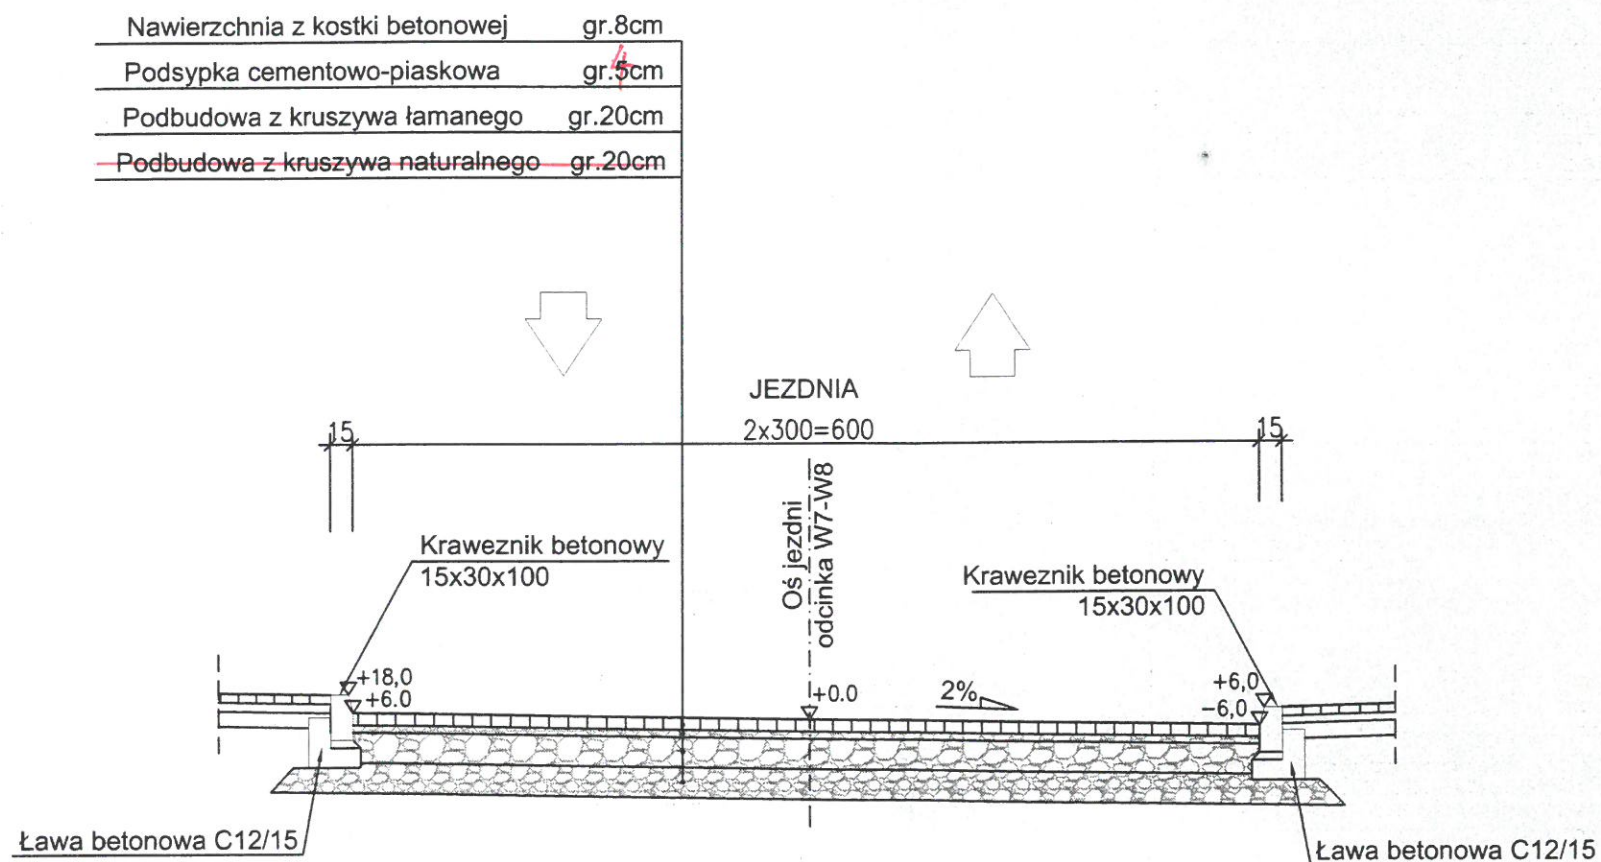 Nawierzchnia z kostki betonowej gr.8cm
4
Podsypka cementowo-piaskowa gr.5cm
Podbudowa z kruszywa łamanego gr.20cm
Podbudowa z kruszywa naturalnego gr.20cm
JEZDNIA
15 2x300=600 15
Oś jezdni
odcinka W7-W8
Kraweznik betonowy
15x30x100
Kraweznik betonowy
15x30x100
+18,0
+6.0
+0.0
2%
+6,0
-6,0
Ława betonowa C12/15
Ława betonowa C12/15